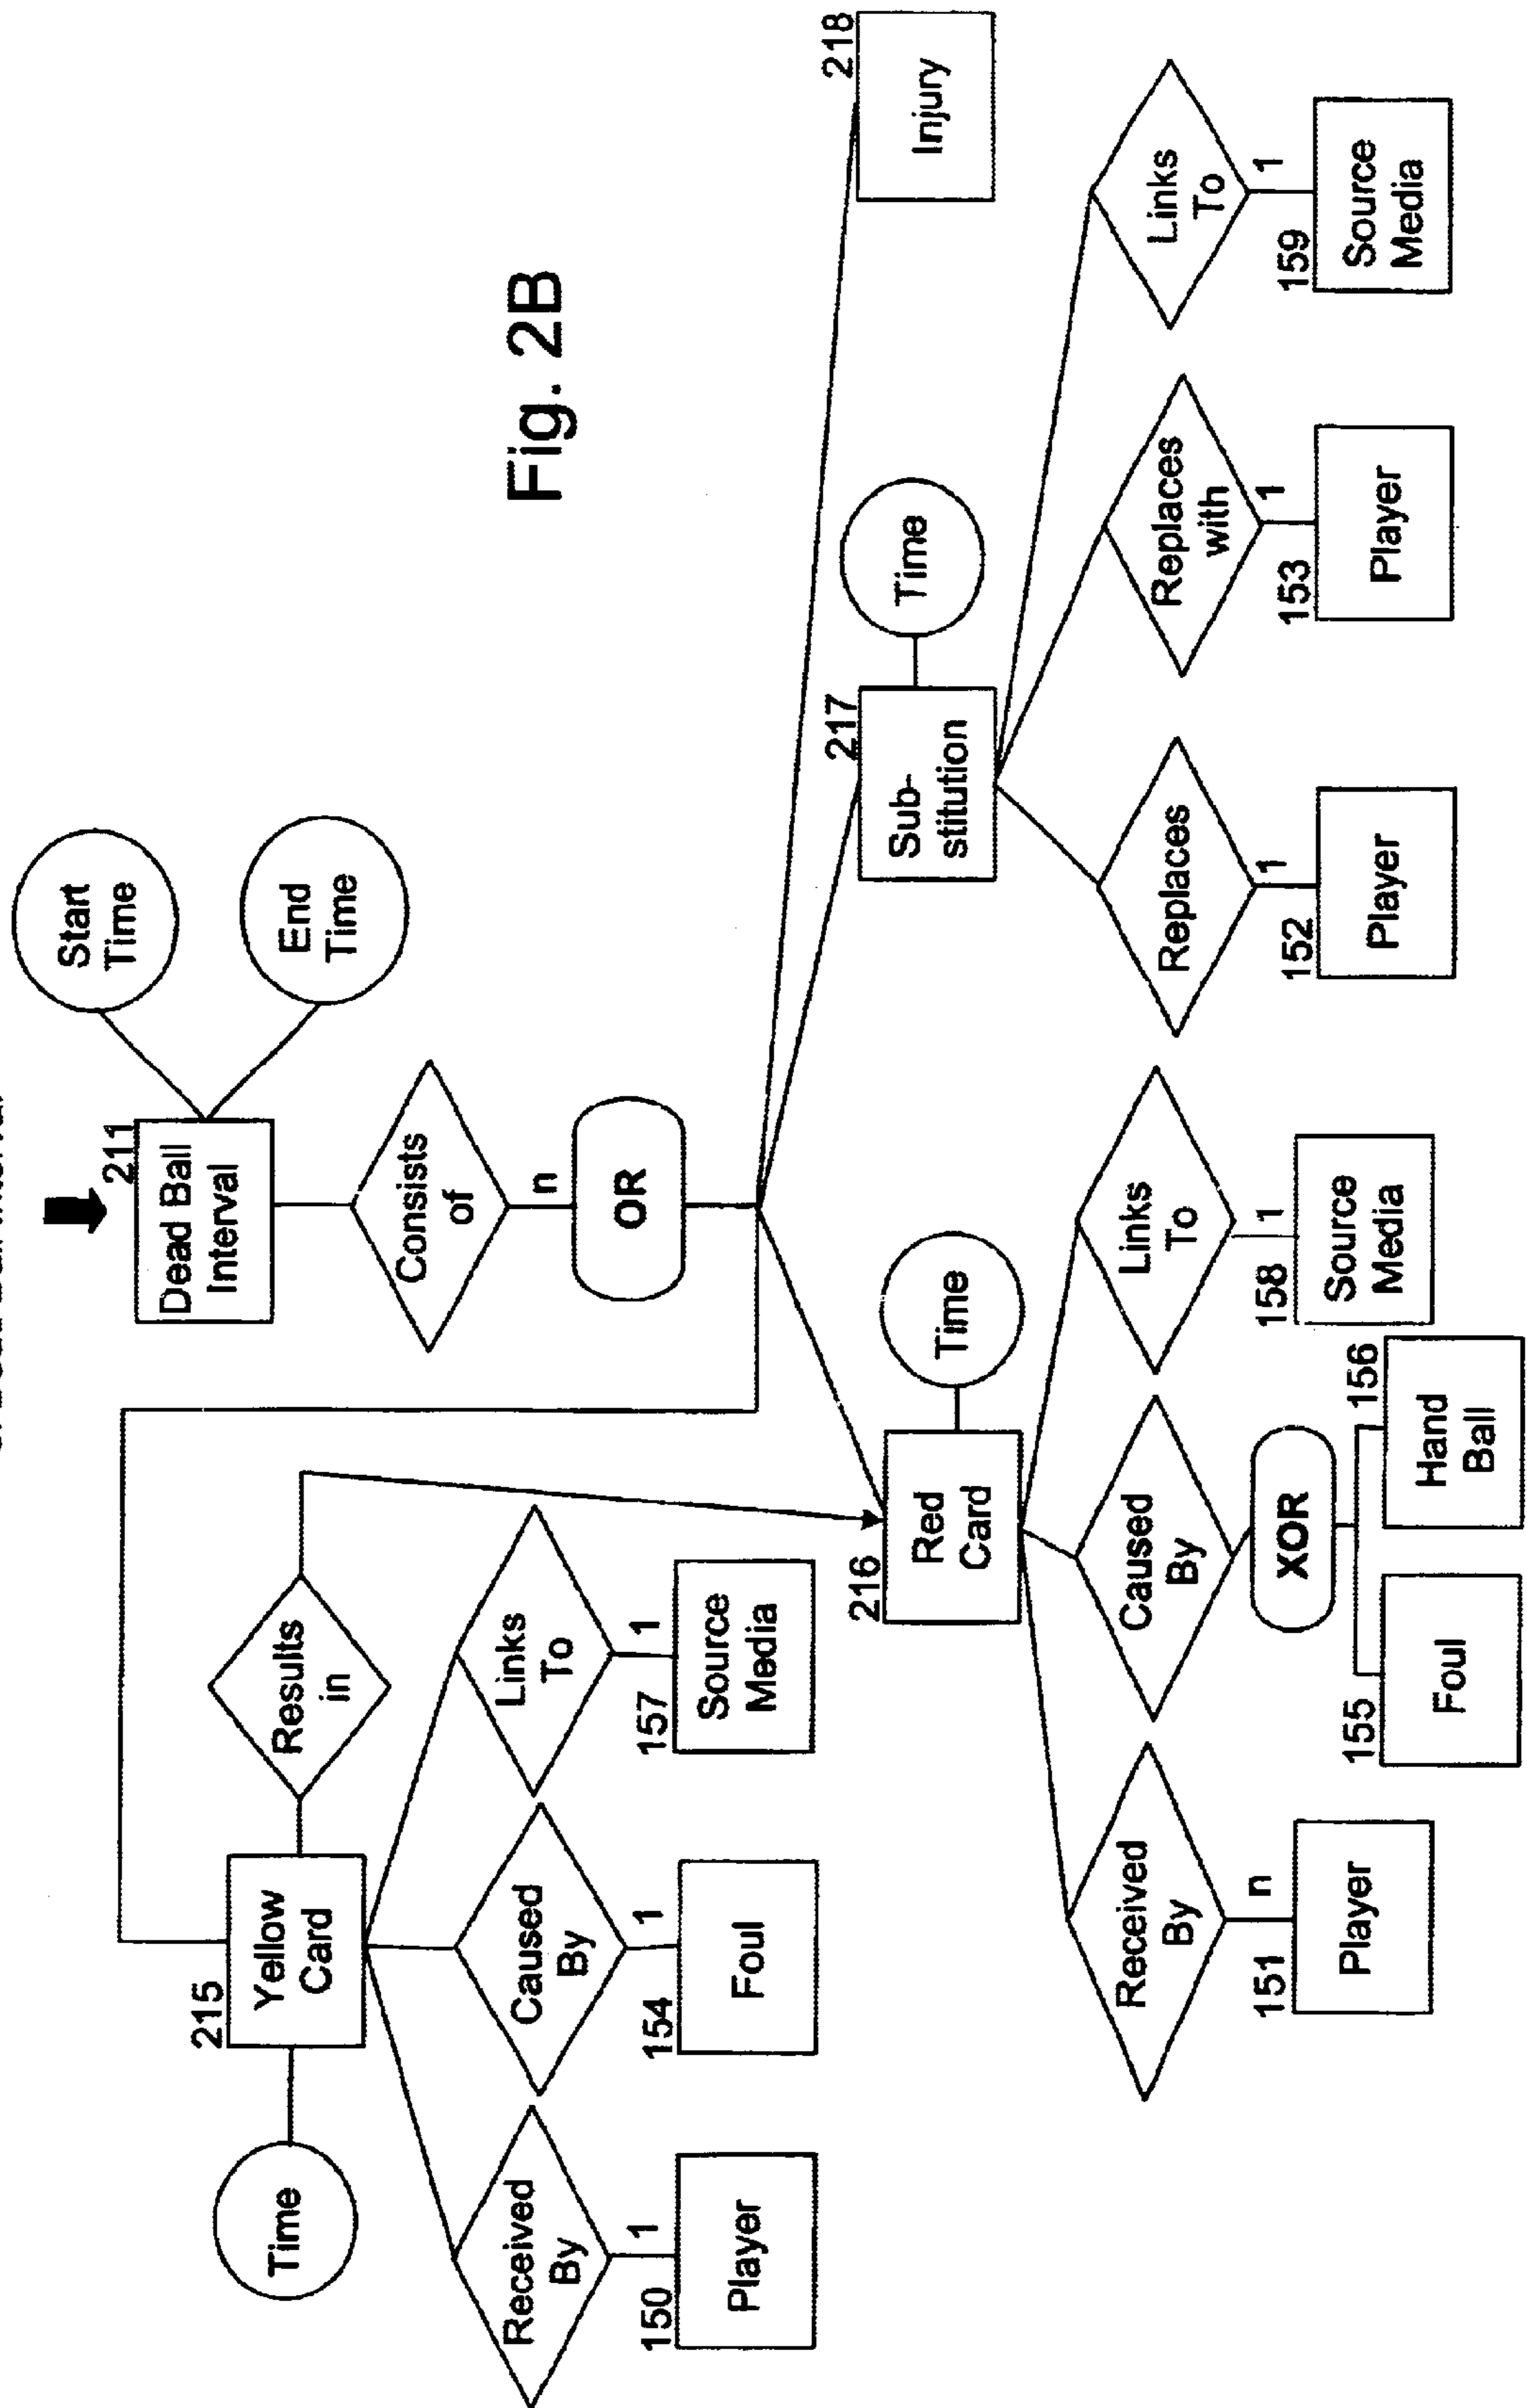 211
Dead Ball
Interval
Start
Time
End
Time
Consists
of
n
OR
Fig. 2B
Time
215
Yellow
Card
Results
in
Received
By
1
150
Player
Caused
By
1
154
Foul
Links
To
1
157
Source
Media
216
Red
Card
Time
Received
By
n
151
Player
Caused
By
XOR
155
Foul
156
Hand
Ball
Links
To
1
158
Source
Media
217
Sub-
stitution
Time
Replaces
1
152
Player
Replaces
with
1
153
Player
Links
To
1
159
Source
Media
218
Injury